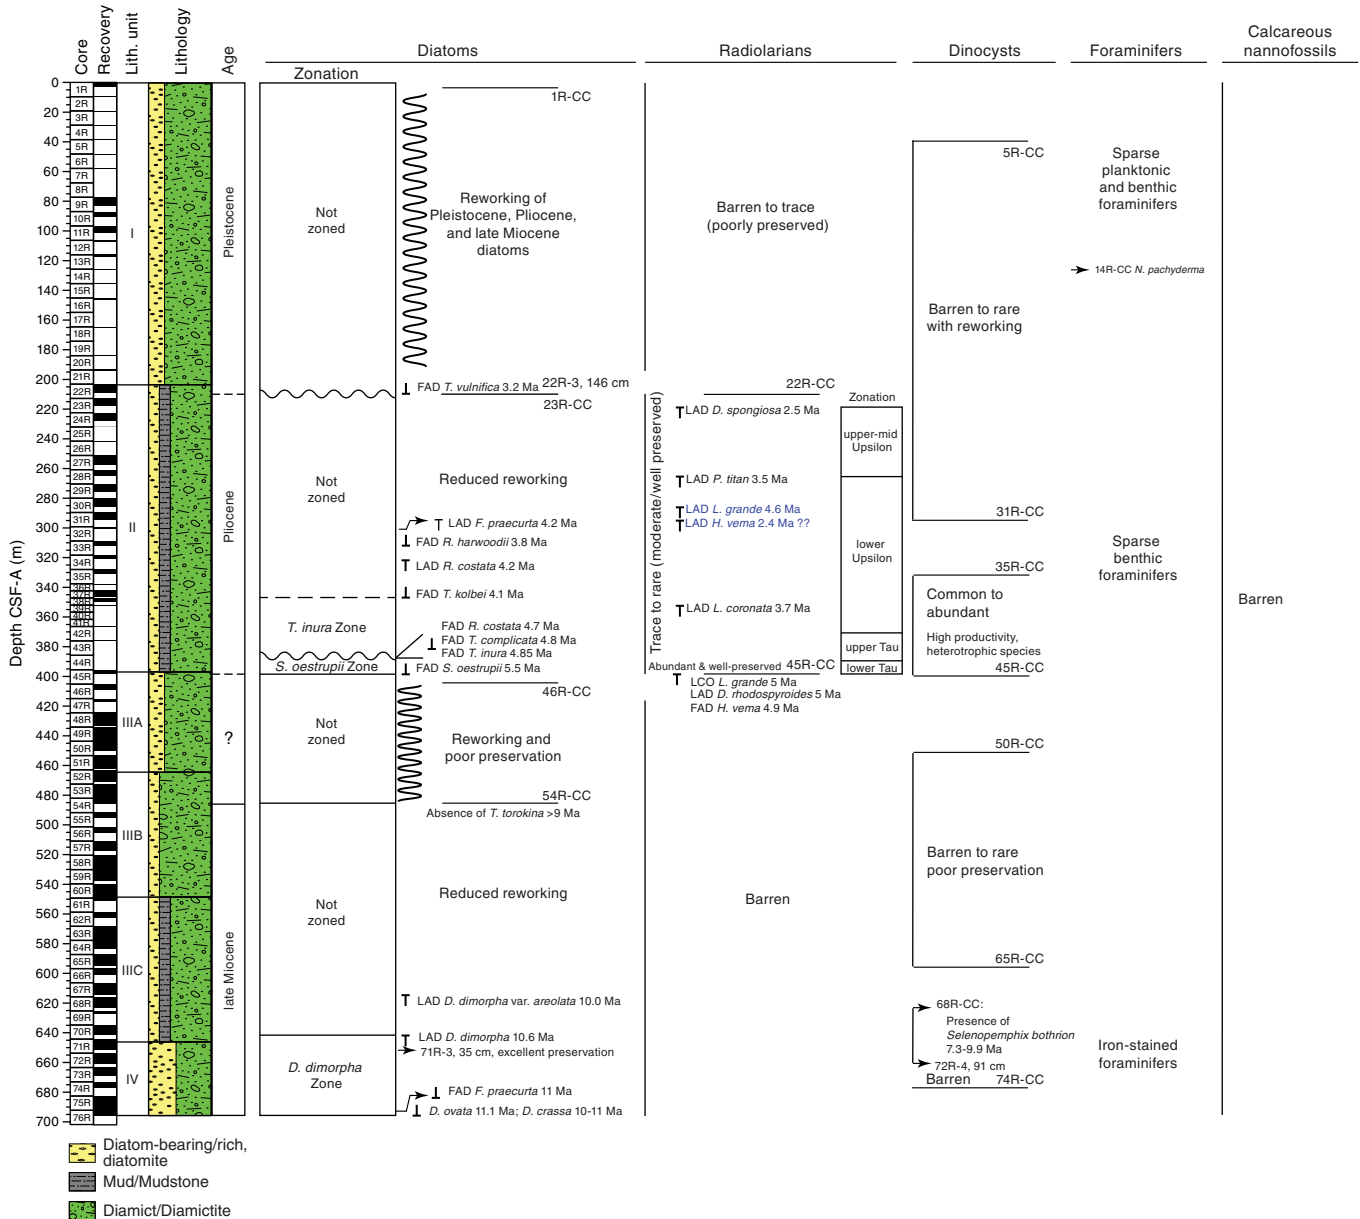 Core
Recovery
Lith. unit
Lithology
Age
Diatoms
Radiolarians
Dinocysts
Foraminifers
Calcareous
nannofossils
Zonation
Depth CSF-A (m)
0
20
40
60
80
100
120
140
160
180
200
220
240
260
280
300
320
340
360
380
400
420
440
460
480
500
520
540
560
580
600
620
640
660
680
700
1R
2R
3R
4R
5R
6R
7R
8R
9R
10R
11R
12R
13R
14R
15R
16R
17R
18R
19R
20R
21R
22R
23R
24R
25R
26R
27R
28R
29R
30R
31R
32R
33R
34R
35R
36R
37R
38R
39R
40R
41R
42R
43R
44R
45R
46R
47R
48R
49R
50R
51R
52R
53R
54R
55R
56R
57R
58R
59R
60R
61R
62R
63R
64R
65R
66R
67R
68R
69R
70R
71R
72R
73R
74R
75R
76R
I
II
IIIA
IIIB
IIIC
IV
Pleistocene
Pliocene
?
late Miocene
Not
zoned
Not
zoned
T. inura Zone
S. oestrupii Zone
Not
zoned
Not
zoned
D. dimorpha
Zone
1R-CC
Reworking of
Pleistocene, Pliocene,
and late Miocene
diatoms
FAD T. vulnifica 3.2 Ma
22R-3, 146 cm
23R-CC
Reduced reworking
LAD F. praecurta 4.2 Ma
FAD R. harwoodii 3.8 Ma
LAD R. costata 4.2 Ma
FAD T. kolbei 4.1 Ma
FAD R. costata 4.7 Ma
FAD T. complicata 4.8 Ma
FAD T. inura 4.85 Ma
FAD S. oestrupii 5.5 Ma
46R-CC
Reworking and
poor preservation
54R-CC
Absence of T. torokina >9 Ma
Reduced reworking
LAD D. dimorpha var. areolata 10.0 Ma
LAD D. dimorpha 10.6 Ma
71R-3, 35 cm, excellent preservation
FAD F. praecurta 11 Ma
D. ovata 11.1 Ma; D. crassa 10-11 Ma
Barren to trace
(poorly preserved)
22R-CC
Trace to rare (moderate/well preserved)
Zonation
LAD D. spongiosa 2.5 Ma
upper-mid
Upsilon
LAD P. titan 3.5 Ma
LAD L. grande 4.6 Ma
LAD H. vema 2.4 Ma ??
lower
Upsilon
LAD L. coronata 3.7 Ma
upper Tau
lower Tau
Abundant & well-preserved
45R-CC
LCO L. grande 5 Ma
LAD D. rhodospyroides 5 Ma
FAD H. vema 4.9 Ma
Barren
5R-CC
Barren to rare
with reworking
31R-CC
35R-CC
Common to
abundant
High productivity,
heterotrophic species
45R-CC
50R-CC
Barren to rare
poor preservation
65R-CC
68R-CC:
Presence of
Selenopemphix bothrion
7.3-9.9 Ma
72R-4, 91 cm
Barren
74R-CC
Sparse
planktonic
and benthic
foraminifers
14R-CC N. pachyderma
Sparse
benthic
foraminifers
Iron-stained
foraminifers
Barren
Diatom-bearing/rich,
diatomite
Mud/Mudstone
Diamict/Diamictite